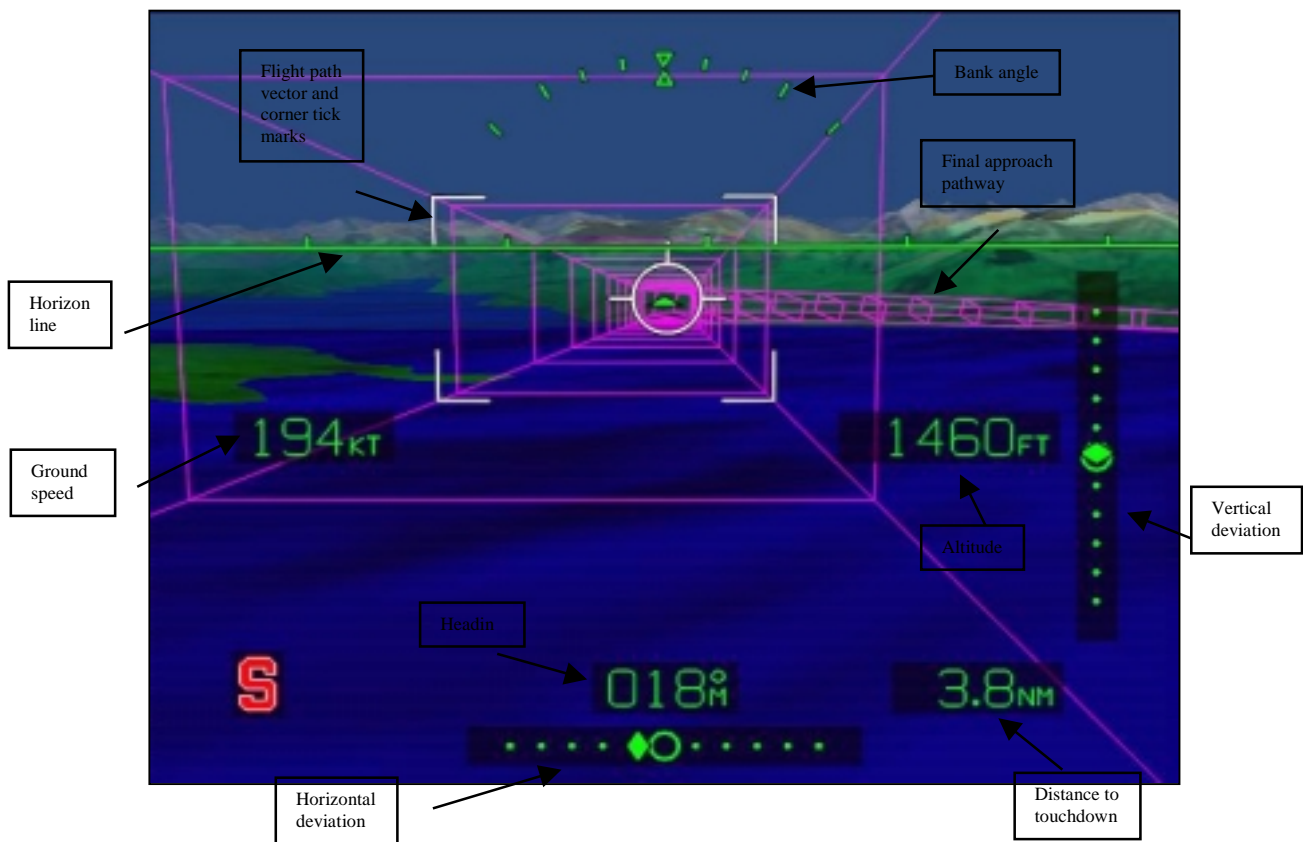 Flight path
vector and
corner tick
marks
Bank angle
Final approach
pathway
Horizon
line
194KT
1460FT
Ground
speed
Vertical
deviation
Altitude
Headin
S
018°M
3.8NM
Horizontal
deviation
Distance to
touchdown